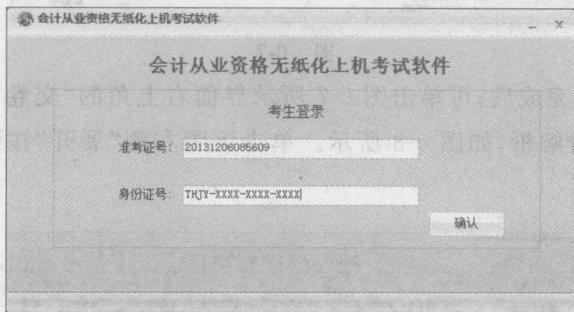 会计从业资格无纸化上机考试软件
会计从业资格无纸化上机考试软件
考生登录
准考证号: 20131206085609
身份证号: THJY-XXXX-XXXX-XXXX
确认